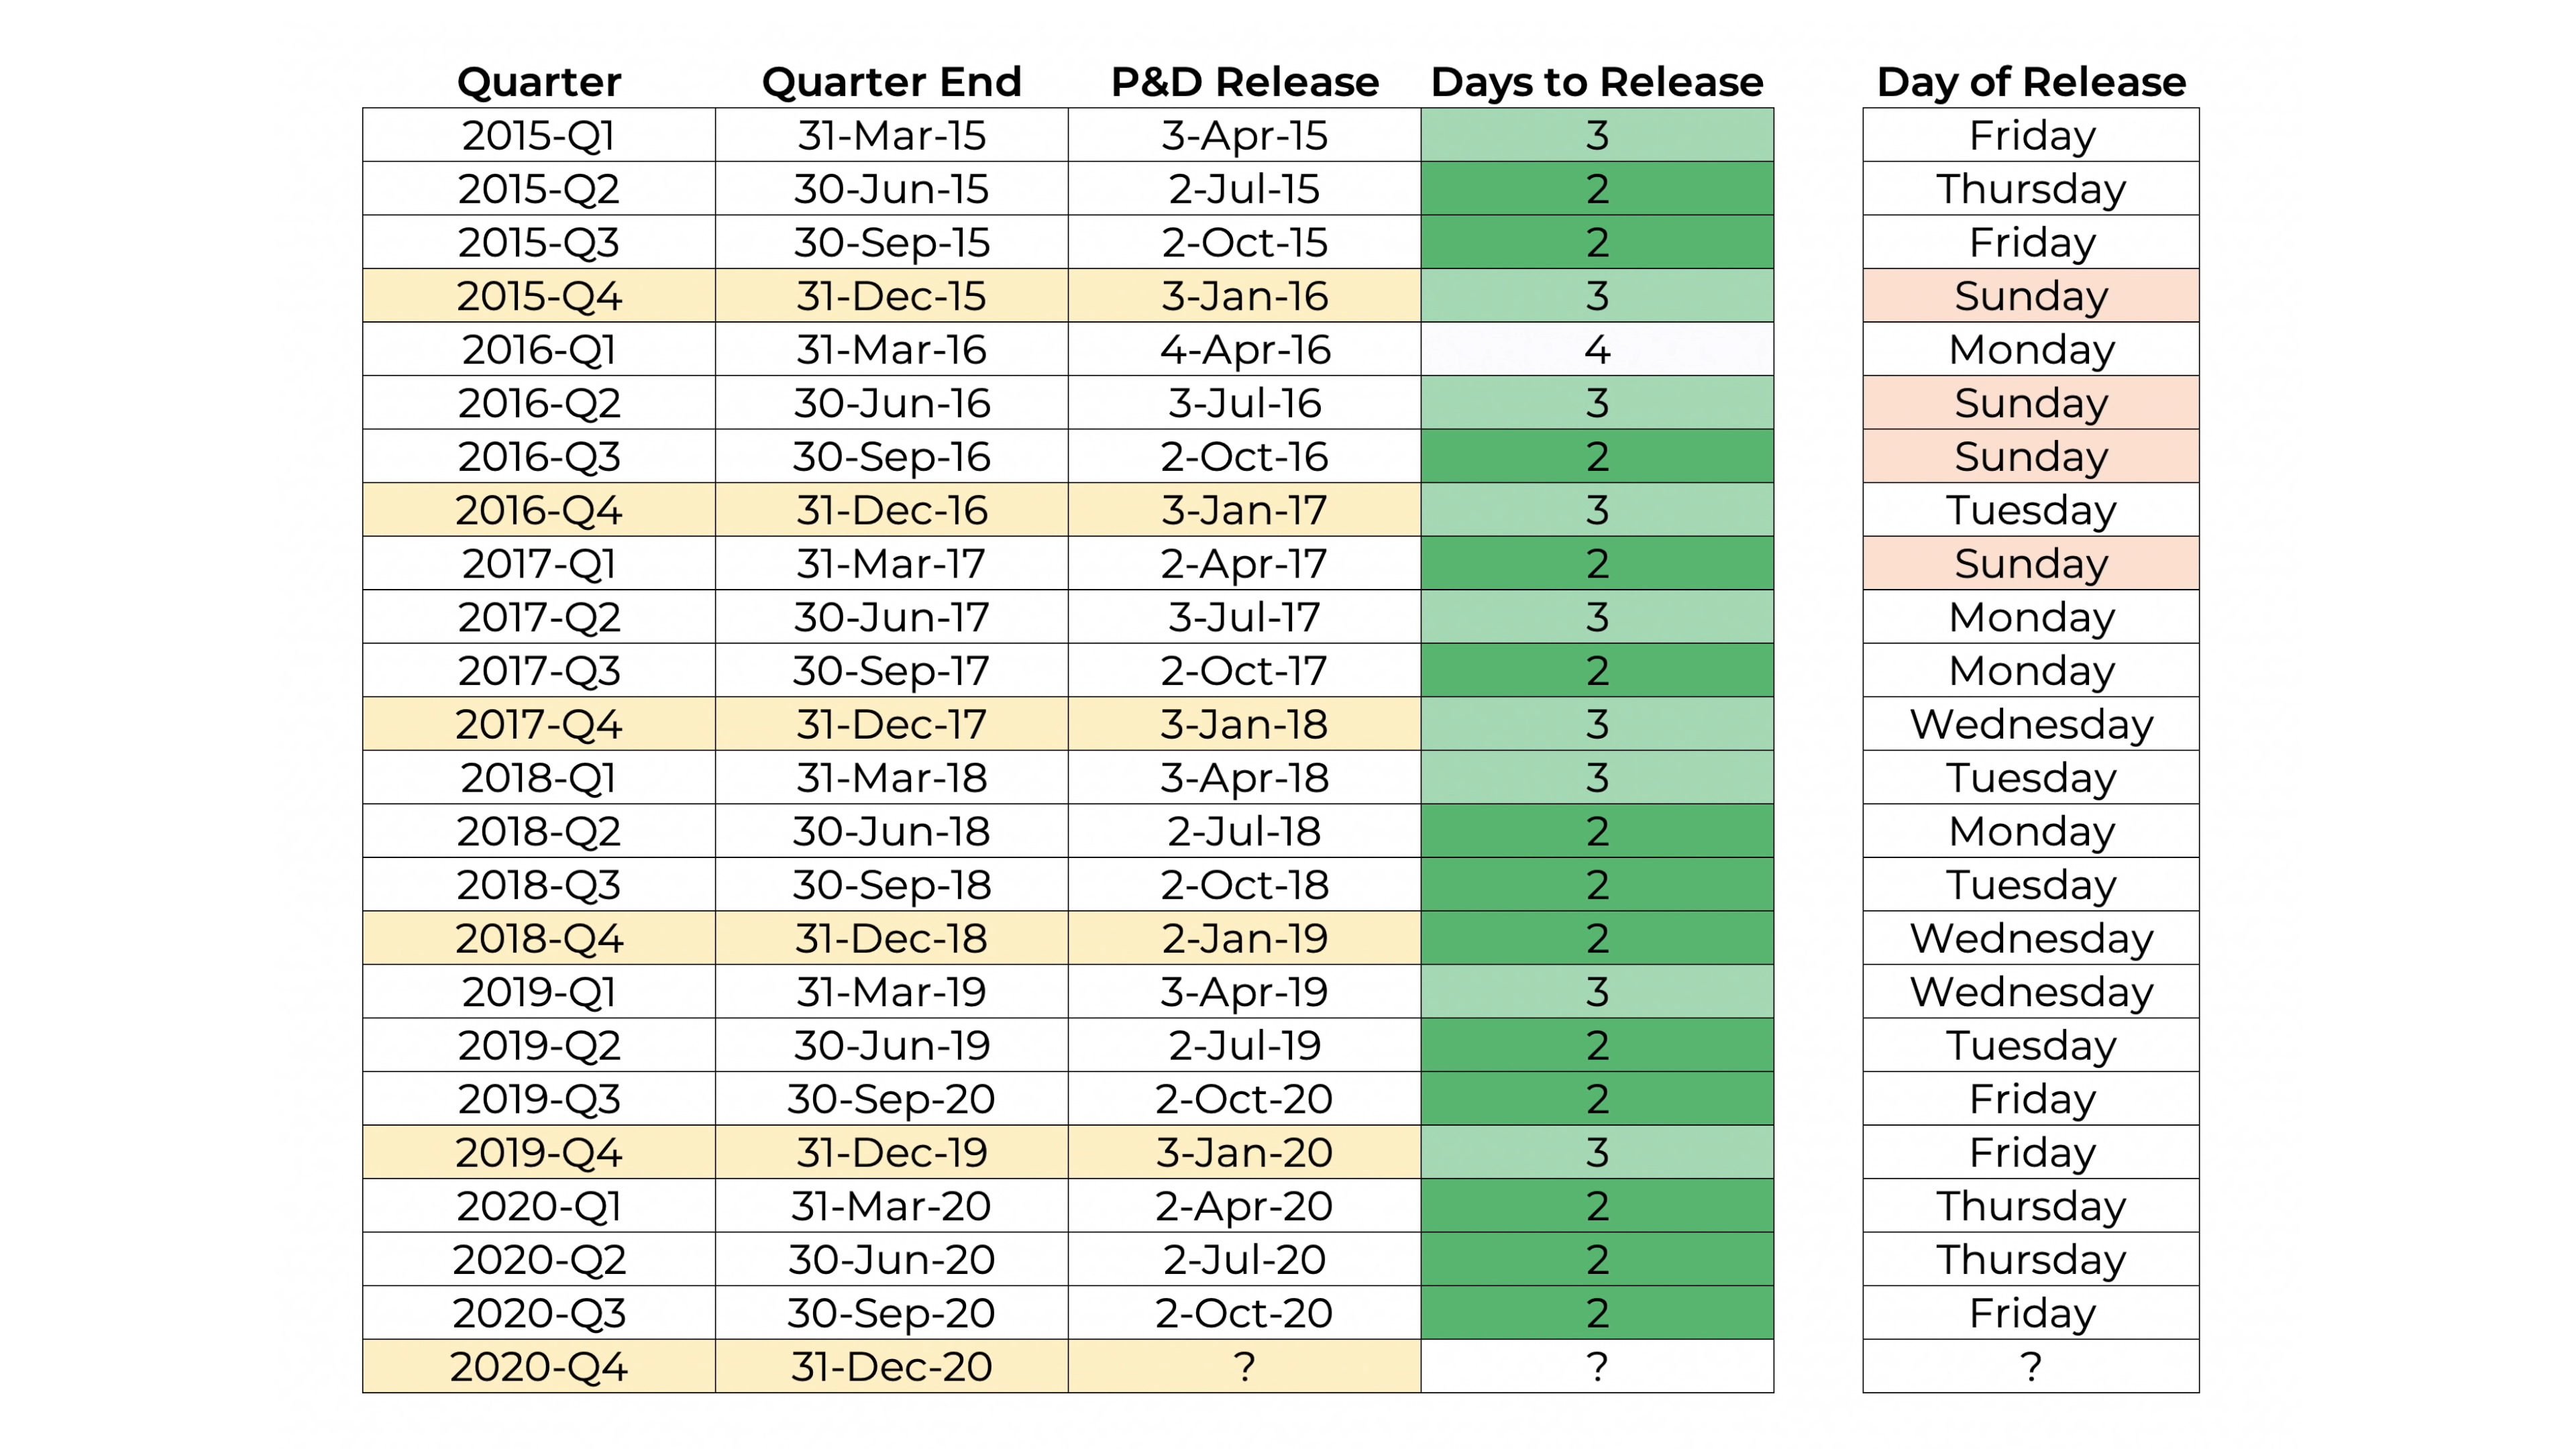 Quarter Quarter End P&D Release Days to Release Day of Release
2015-Q1 31-Mar-15 3-Apr-15 3 Friday
2015-Q2 30-Jun-15 2-Jul-15 2 Thursday
2015-Q3 30-Sep-15 2-Oct-15 2 Friday
2015-Q4 31-Dec-15 3-Jan-16 3 Sunday
2016-Q1 31-Mar-16 4-Apr-16 4 Monday
2016-Q2 30-Jun-16 3-Jul-16 3 Sunday
2016-Q3 30-Sep-16 2-Oct-16 2 Sunday
2016-Q4 31-Dec-16 3-Jan-17 3 Tuesday
2017-Q1 31-Mar-17 2-Apr-17 2 Sunday
2017-Q2 30-Jun-17 3-Jul-17 3 Monday
2017-Q3 30-Sep-17 2-Oct-17 2 Monday
2017-Q4 31-Dec-17 3-Jan-18 3 Wednesday
2018-Q1 31-Mar-18 3-Apr-18 3 Tuesday
2018-Q2 30-Jun-18 2-Jul-18 2 Monday
2018-Q3 30-Sep-18 2-Oct-18 2 Tuesday
2018-Q4 31-Dec-18 2-Jan-19 2 Wednesday
2019-Q1 31-Mar-19 3-Apr-19 3 Wednesday
2019-Q2 30-Jun-19 2-Jul-19 2 Tuesday
2019-Q3 30-Sep-20 2-Oct-20 2 Friday
2019-Q4 31-Dec-19 3-Jan-20 3 Friday
2020-Q1 31-Mar-20 2-Apr-20 2 Thursday
2020-Q2 30-Jun-20 2-Jul-20 2 Thursday
2020-Q3 30-Sep-20 2-Oct-20 2 Friday
2020-Q4 31-Dec-20 ? ? ?